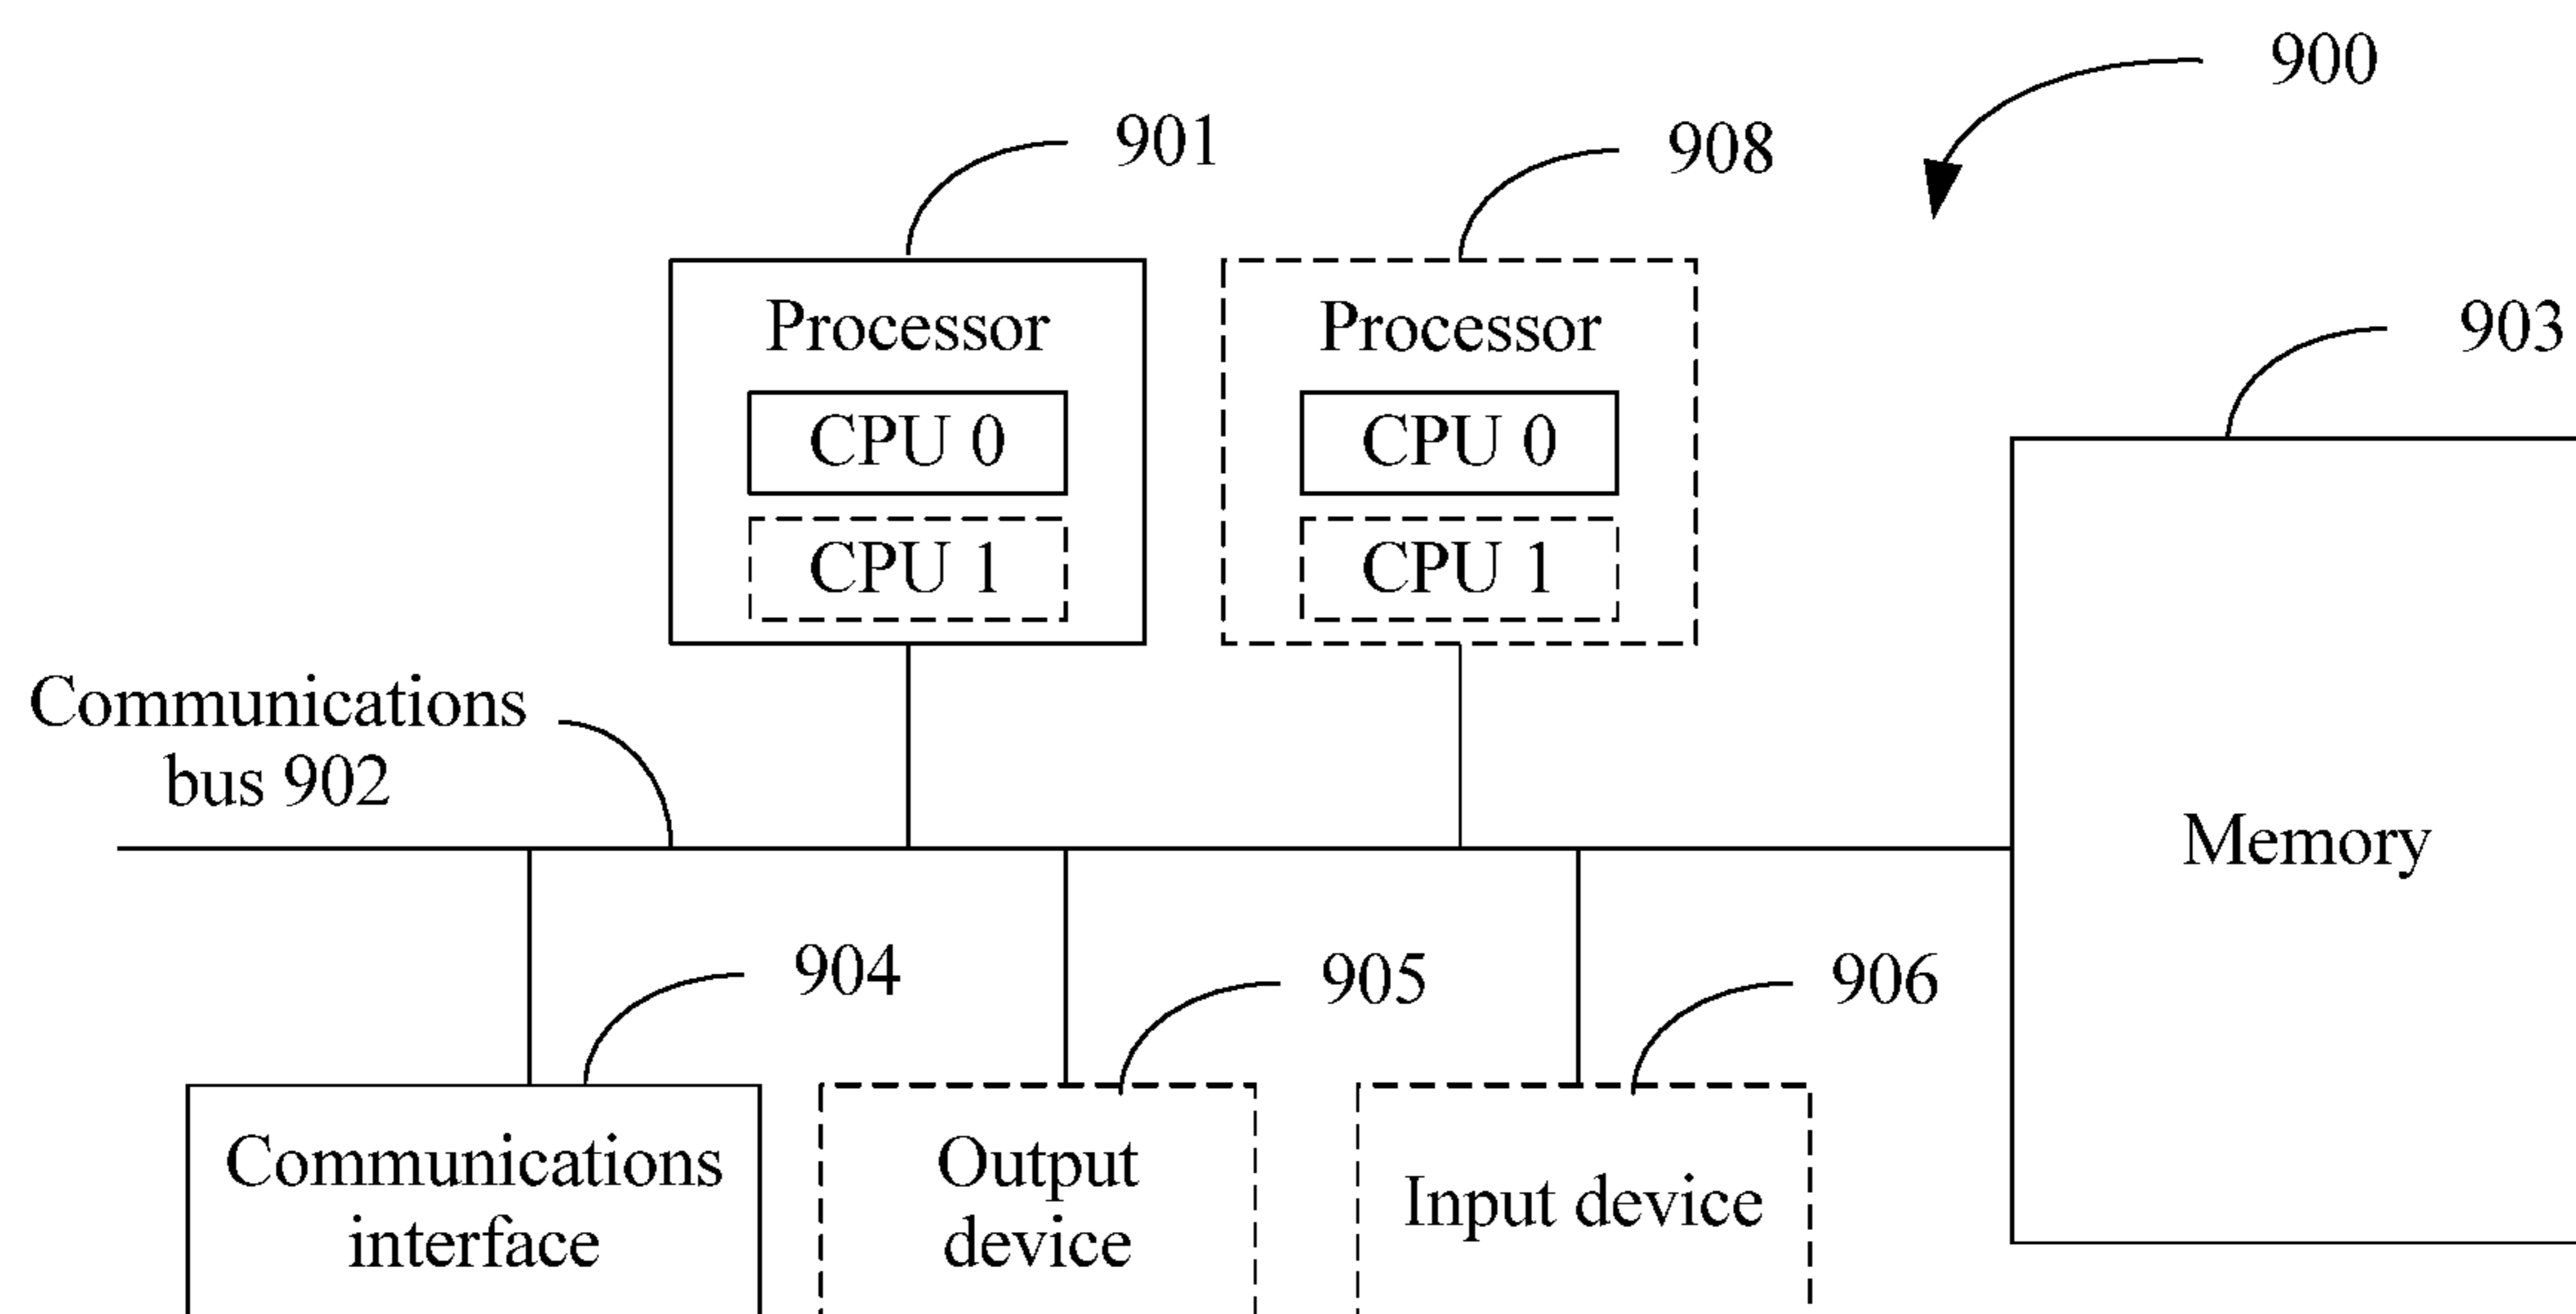 900
901
908
Processor
Processor
903
CPU 0
CPU 0
CPU 1
CPU 1
Communications
bus 902
Memory
904
905
906
Communications
interface
Output
device
Input device